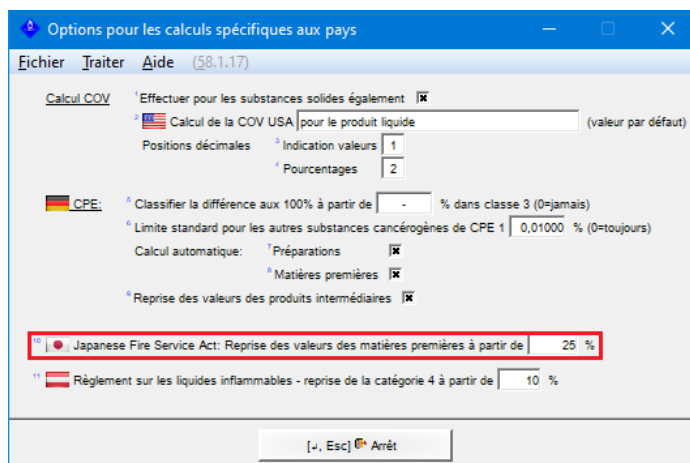 Options pour les calculs spécifiques aux pays
Fichier Traiter Aide (58.1.17)
Calcul COV 1 Effectuer pour les substances solides également
2 Calcul de la COV USA pour le produit liquide (valeur par défaut)
Positions décimales 3 Indication valeurs 1
4 Pourcentages 2
CPE: 5 Classifier la différence aux 100% à partir de - % dans classe 3 (0=jamais)
6 Limite standard pour les autres substances cancérogènes de CPE 1 0,01000 % (0=toujours)
Calcul automatique: 7 Préparations
8 Matières premières
9 Reprise des valeurs des produits intermédiaires
10 Japanese Fire Service Act: Reprise des valeurs des matières premières à partir de 25 %
11 Règlement sur les liquides inflammables - reprise de la catégorie 4 à partir de 10 %
[↲, Esc] Arrêt